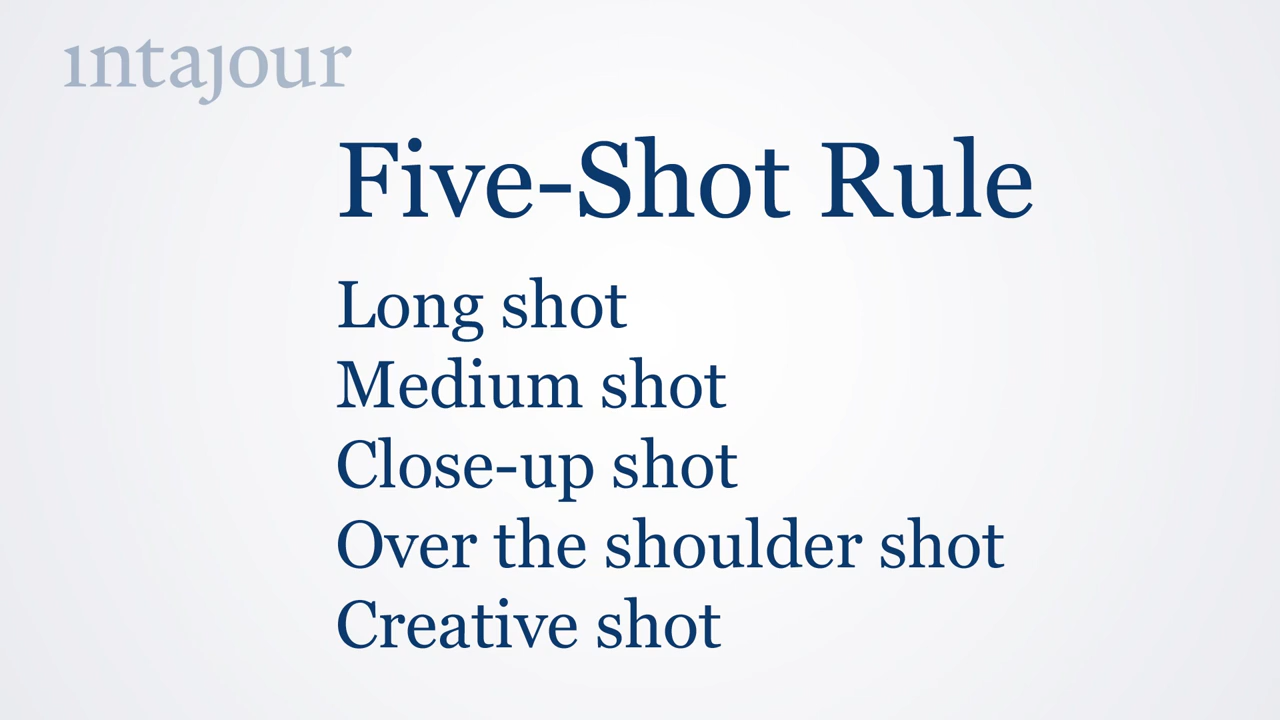 intajour
Five-Shot Rule
Long shot
Medium shot
Close-up shot
Over the shoulder shot
Creative shot